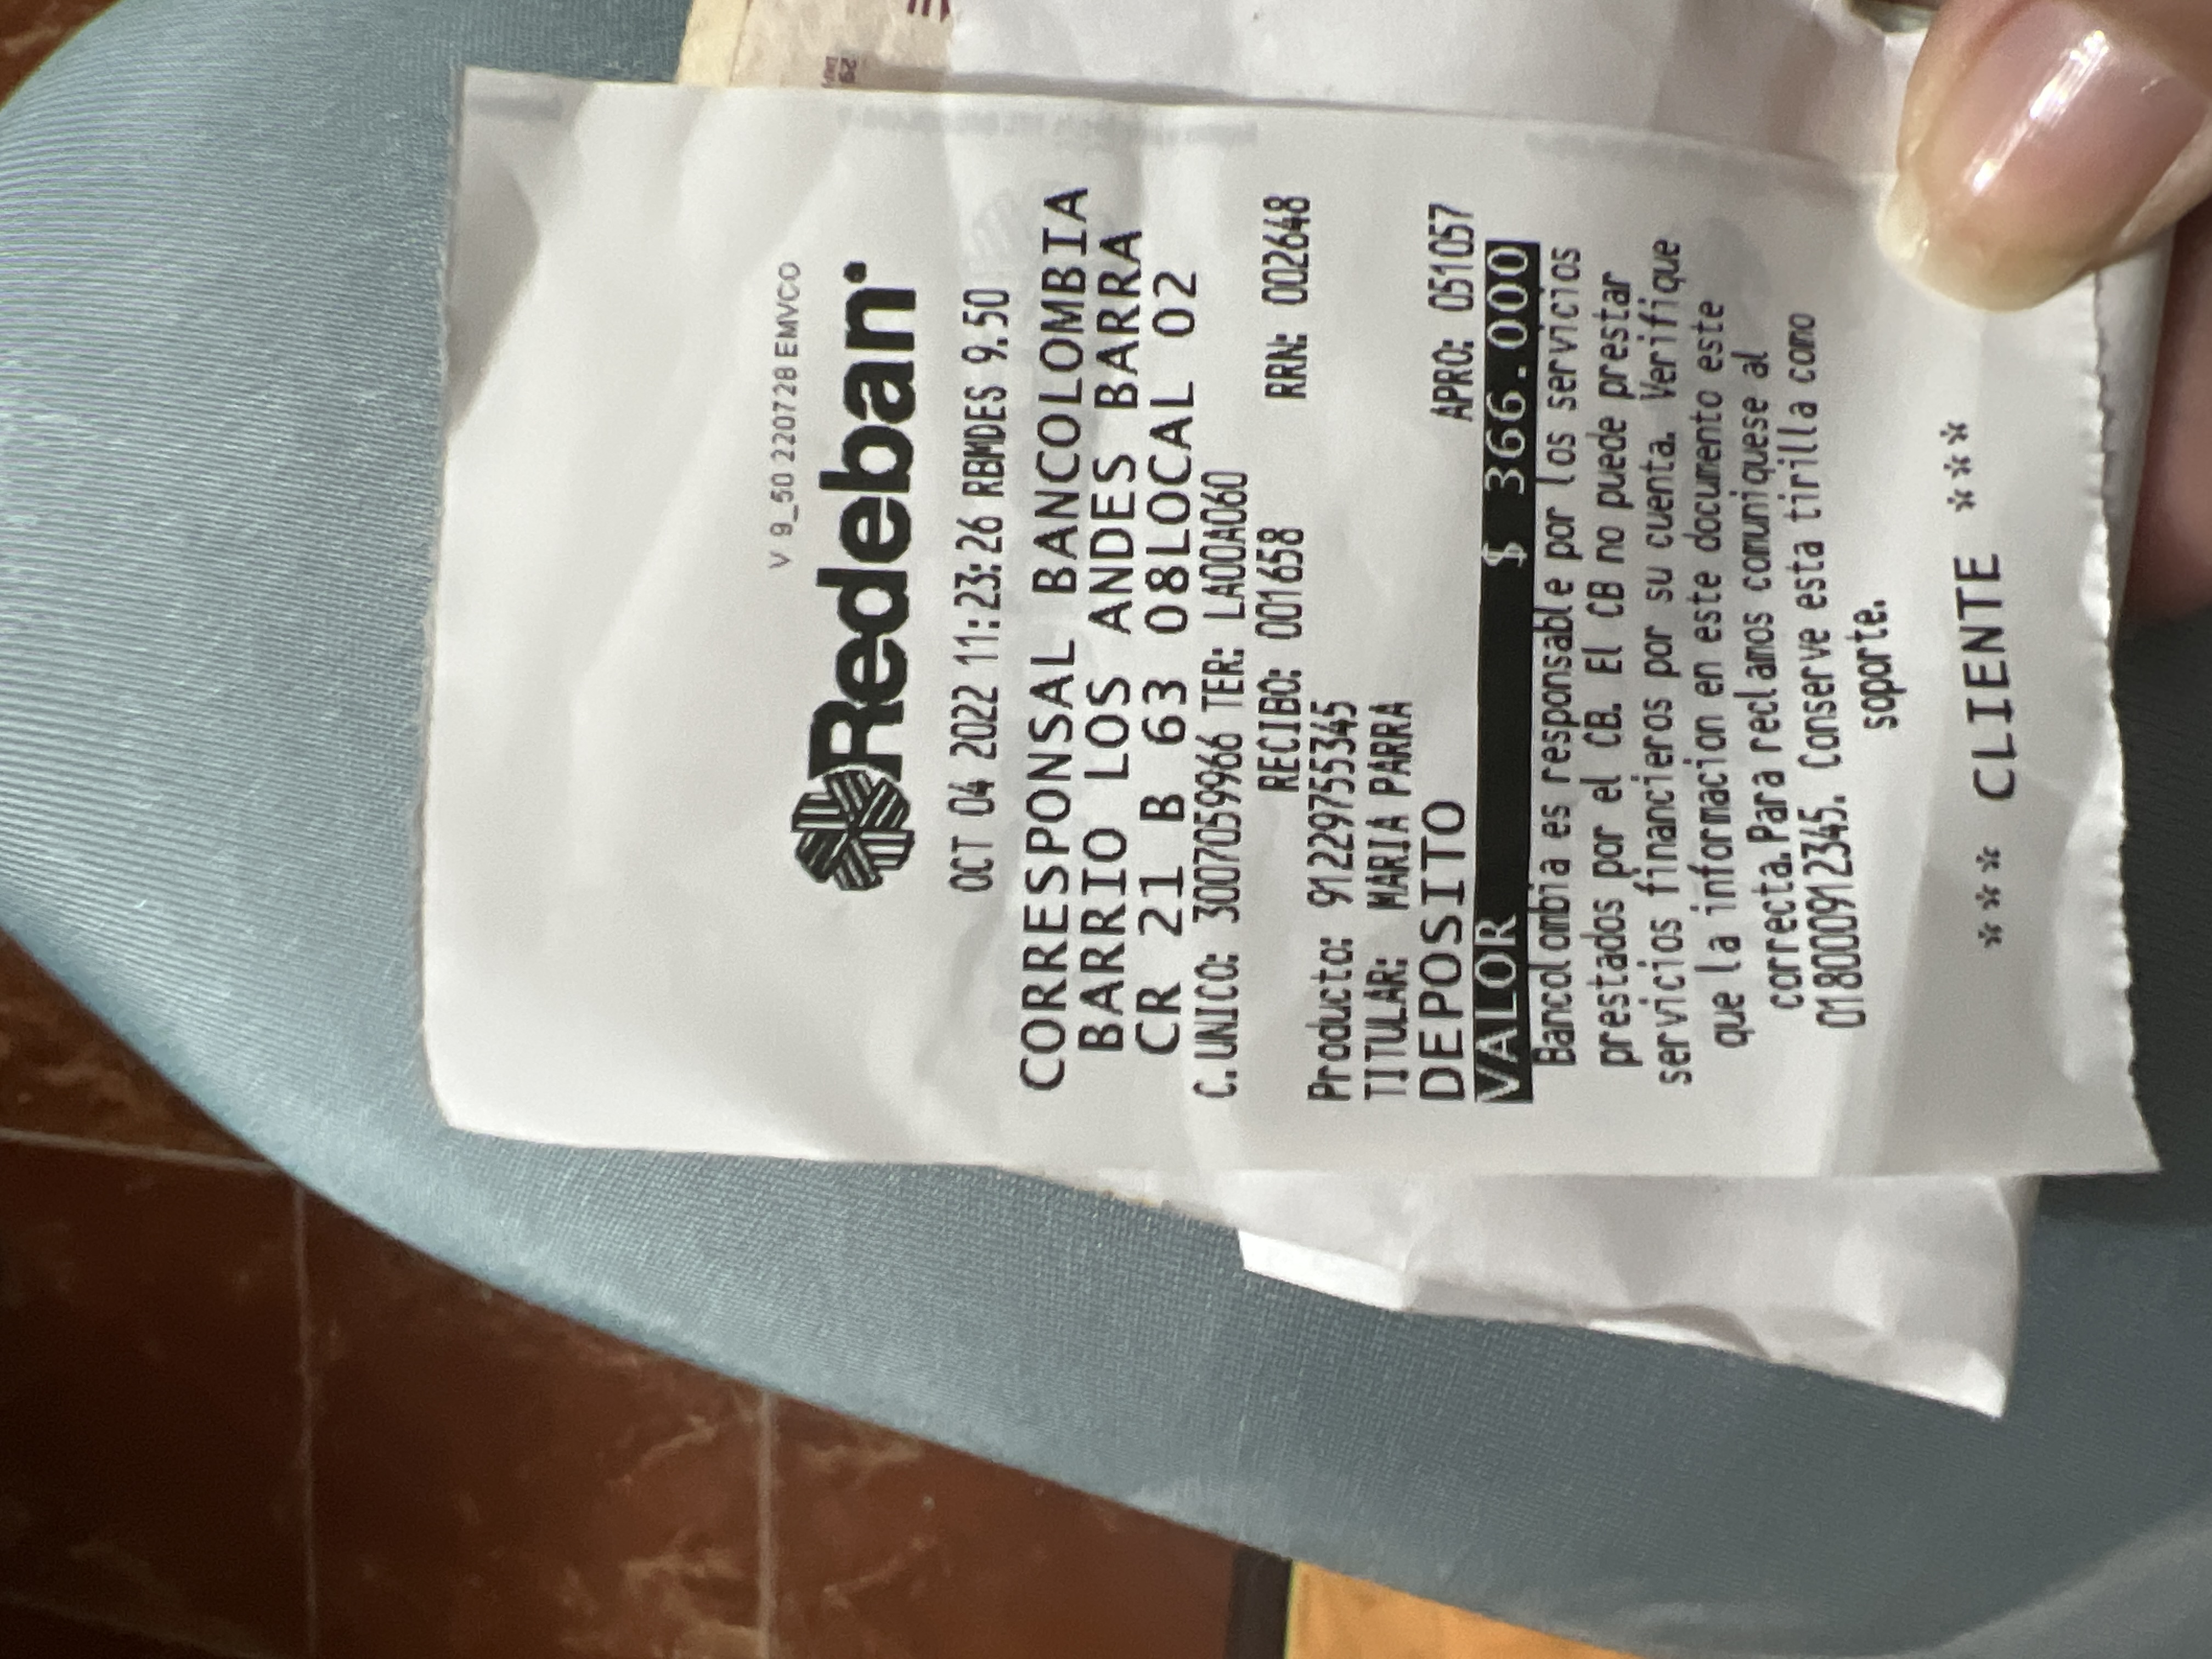 V 9_50 220728 EMVCO
Redeban
OCT 04 2022 11:23:26 RBMDES 9.50
CORRESPONSAL BANCOLOMBIA
BARRIO LOS ANDES BARRA
CR 21 B 63 08LOCAL 02
C.UNICO: 3007059966 TER: LA00A060
RECIBO: 001658 RRN: 002648
Producto: 91229755345
TITULAR: MARIA PARRA
DEPOSITO APRO: 051057
VALOR $ 366.000
Bancolombia es responsable por los servicios
prestados por el CB. El CB no puede prestar
servicios financieros por su cuenta. Verifique
que la informacion en este documento este
correcta.Para reclamos comuniquese al
018000912345. Conserve esta tirilla como
soporte.
*** CLIENTE ***